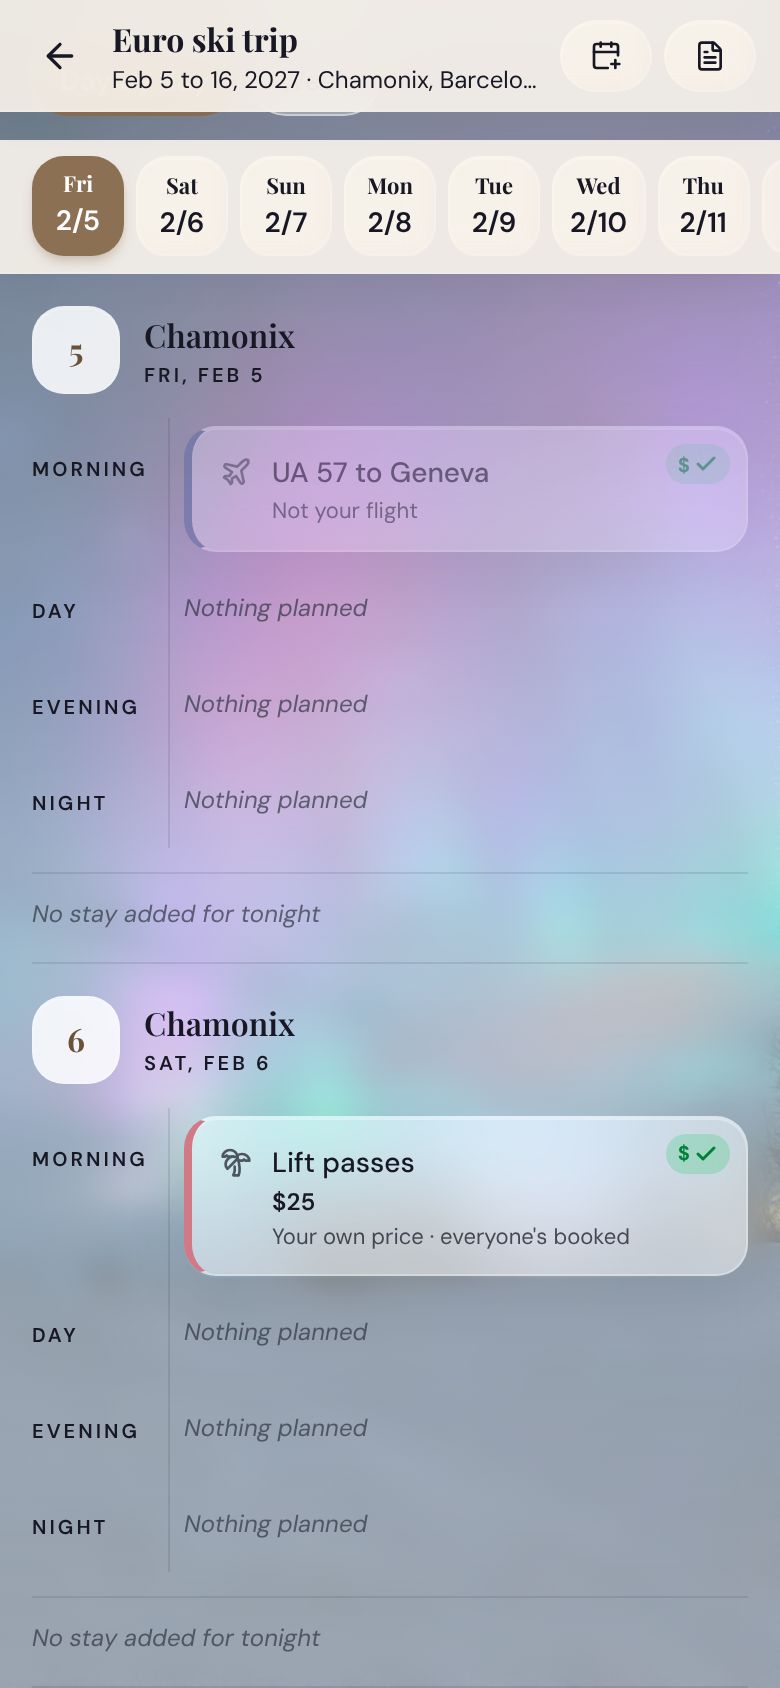 Euro ski trip
Feb 5 to 16, 2027 · Chamonix, Barcelo...
Fri
2/5
Sat
2/6
Sun
2/7
Mon
2/8
Tue
2/9
Wed
2/10
Thu
2/11
5
Chamonix
FRI, FEB 5
MORNING
UA 57 to Geneva
$ ✓
Not your flight
DAY
Nothing planned
EVENING
Nothing planned
NIGHT
Nothing planned
No stay added for tonight
6
Chamonix
SAT, FEB 6
MORNING
Lift passes
$ ✓
$25
Your own price · everyone's booked
DAY
Nothing planned
EVENING
Nothing planned
NIGHT
Nothing planned
No stay added for tonight